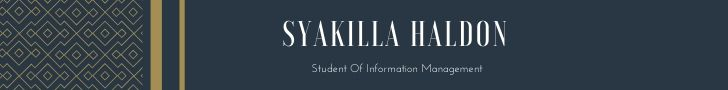 SYAKILLA HALDON
Student Of Information Management